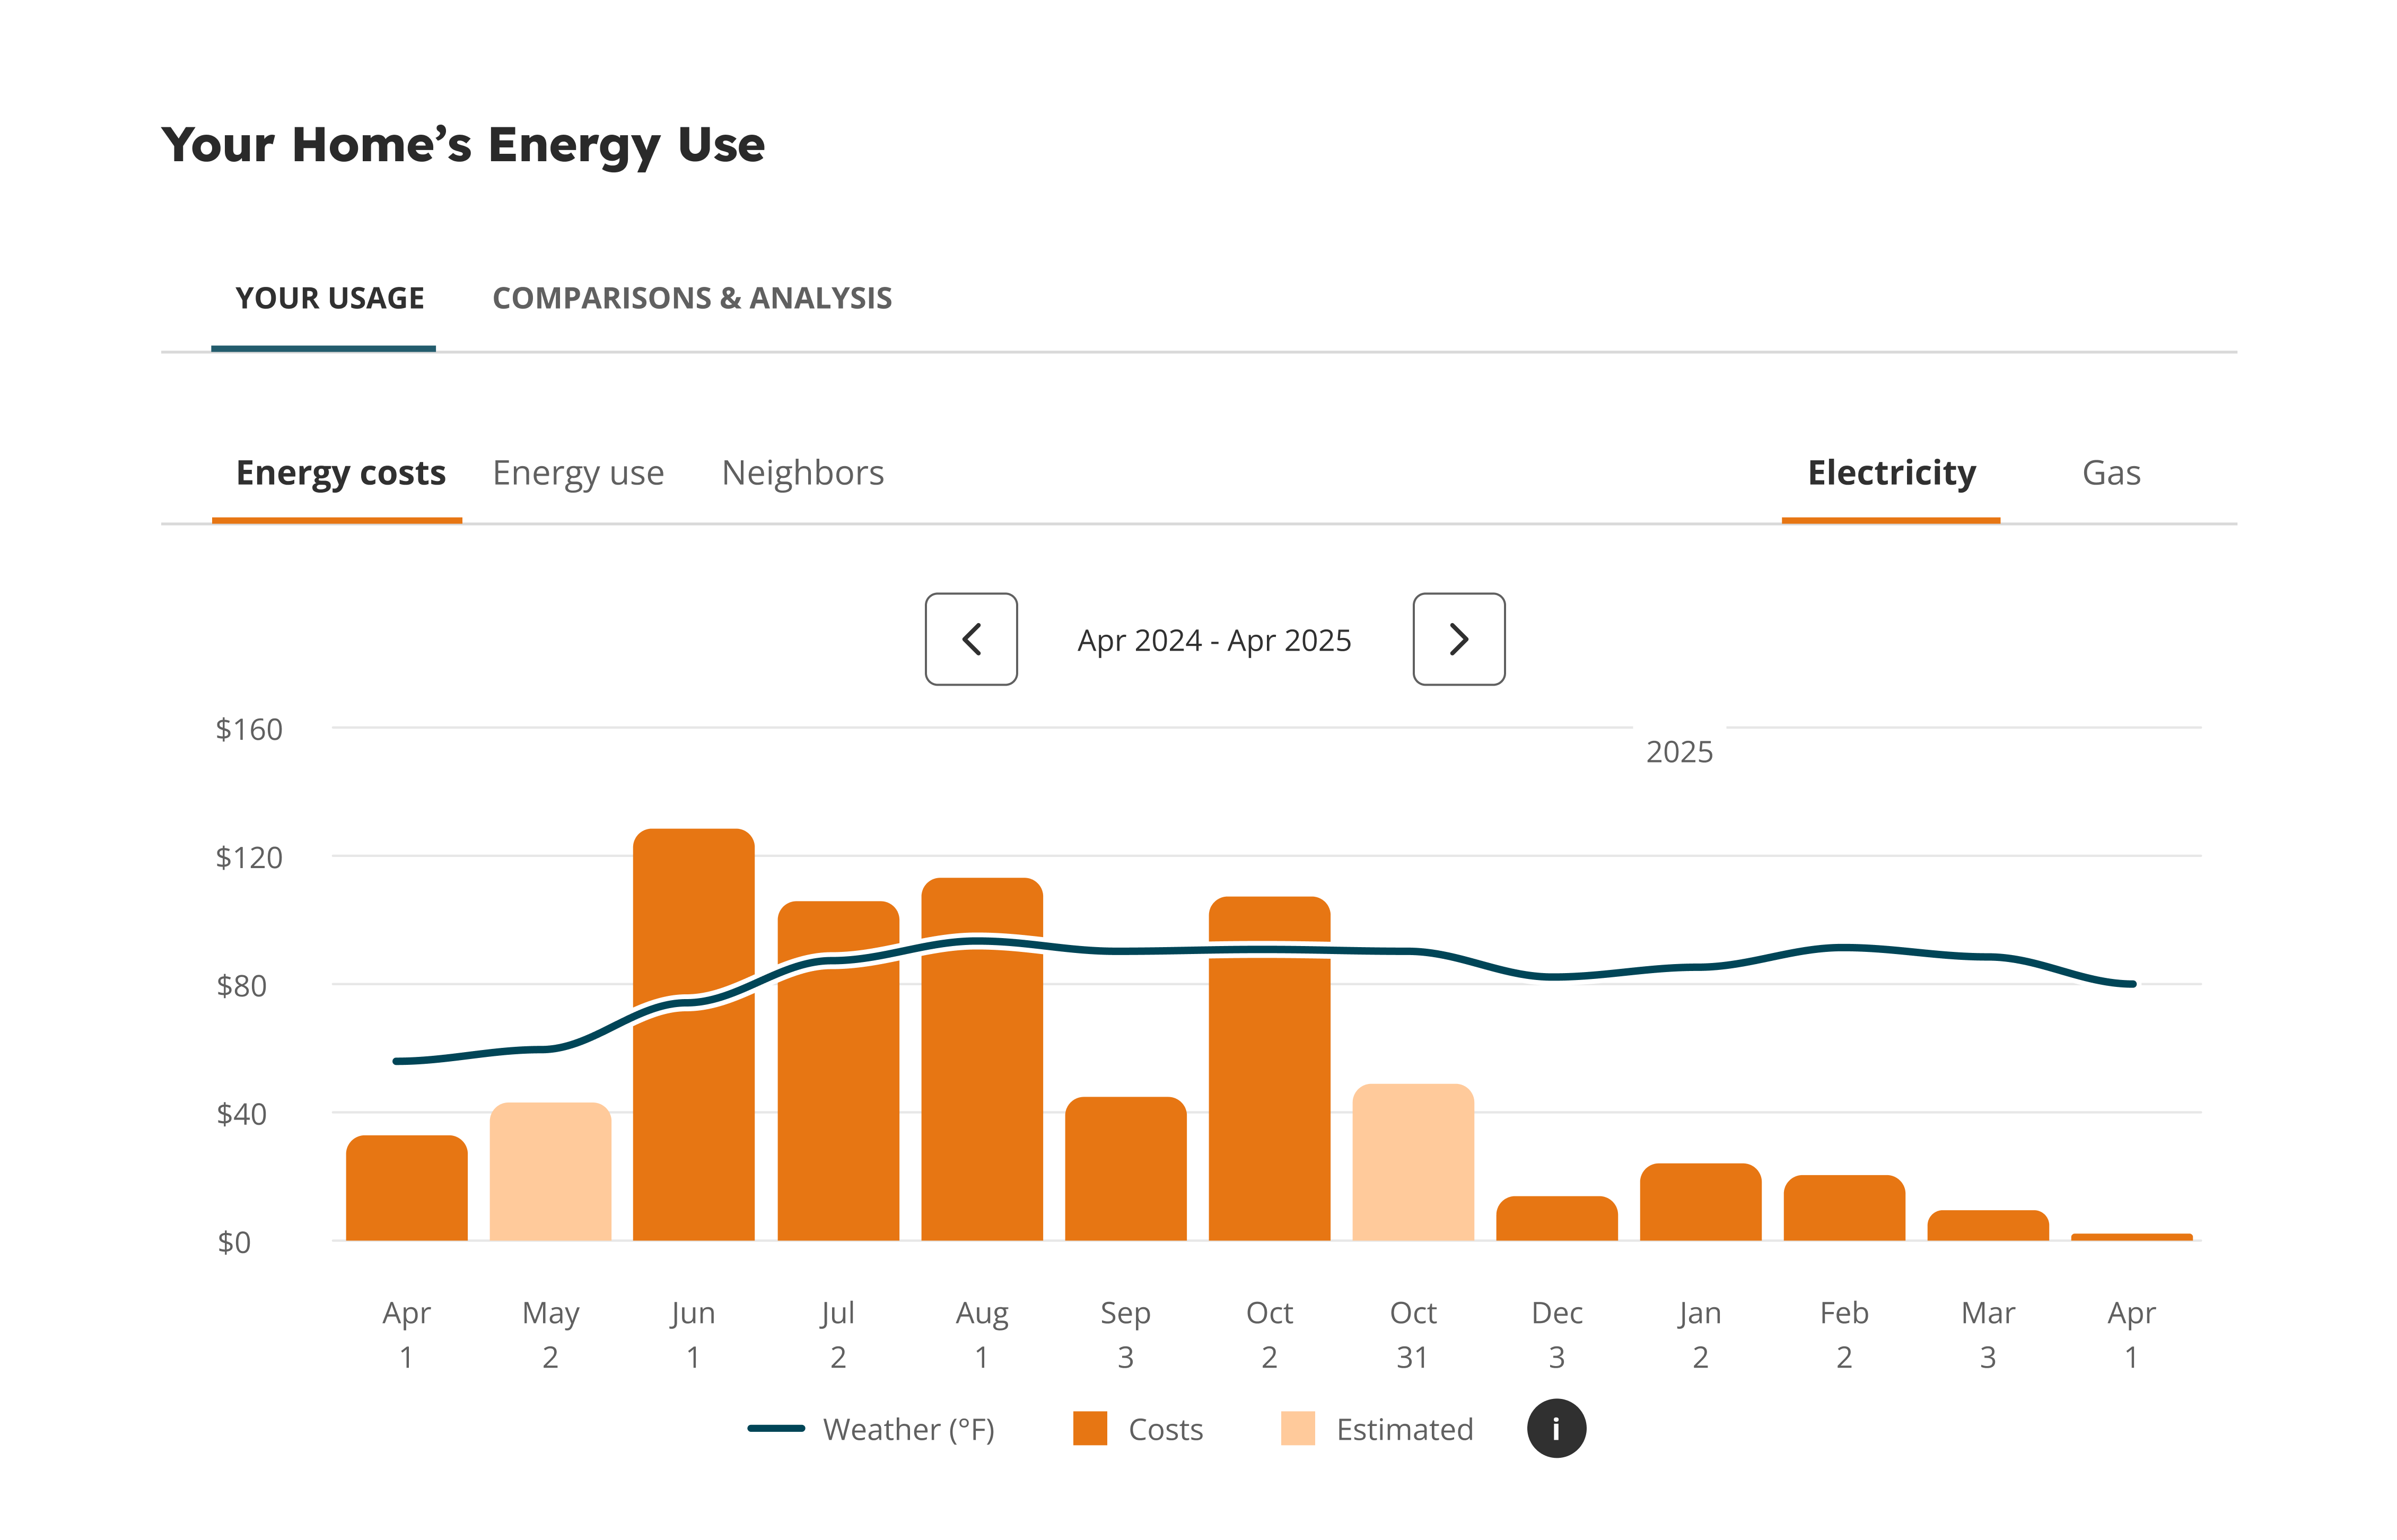 Your Home’s Energy Use
YOUR USAGE COMPARISONS & ANALYSIS
Energy costs Energy use Neighbors Electricity Gas
Apr 2024 - Apr 2025
$160
2025
$120
$80
$40
$0
Apr May Jun Jul Aug Sep Oct Oct Dec Jan Feb Mar Apr
1 2 1 2 1 3 2 31 3 2 2 3 1
Weather (°F) Costs Estimated i